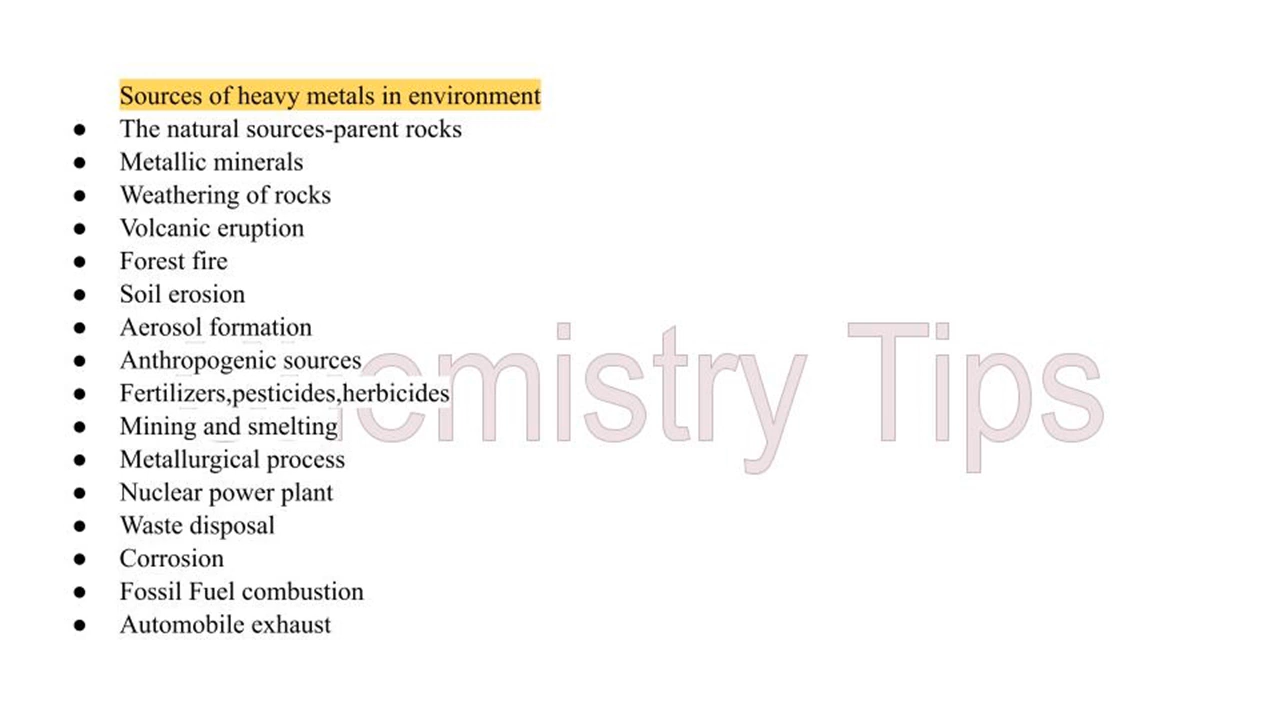 Sources of heavy metals in environment
● The natural sources-parent rocks
● Metallic minerals
● Weathering of rocks
● Volcanic eruption
● Forest fire
● Soil erosion
● Aerosol formation
● Anthropogenic sources
● Fertilizers,pesticides,herbicides
● Mining and smelting
● Metallurgical process
● Nuclear power plant
● Waste disposal
● Corrosion
● Fossil Fuel combustion
● Automobile exhaust
Chemistry Tips